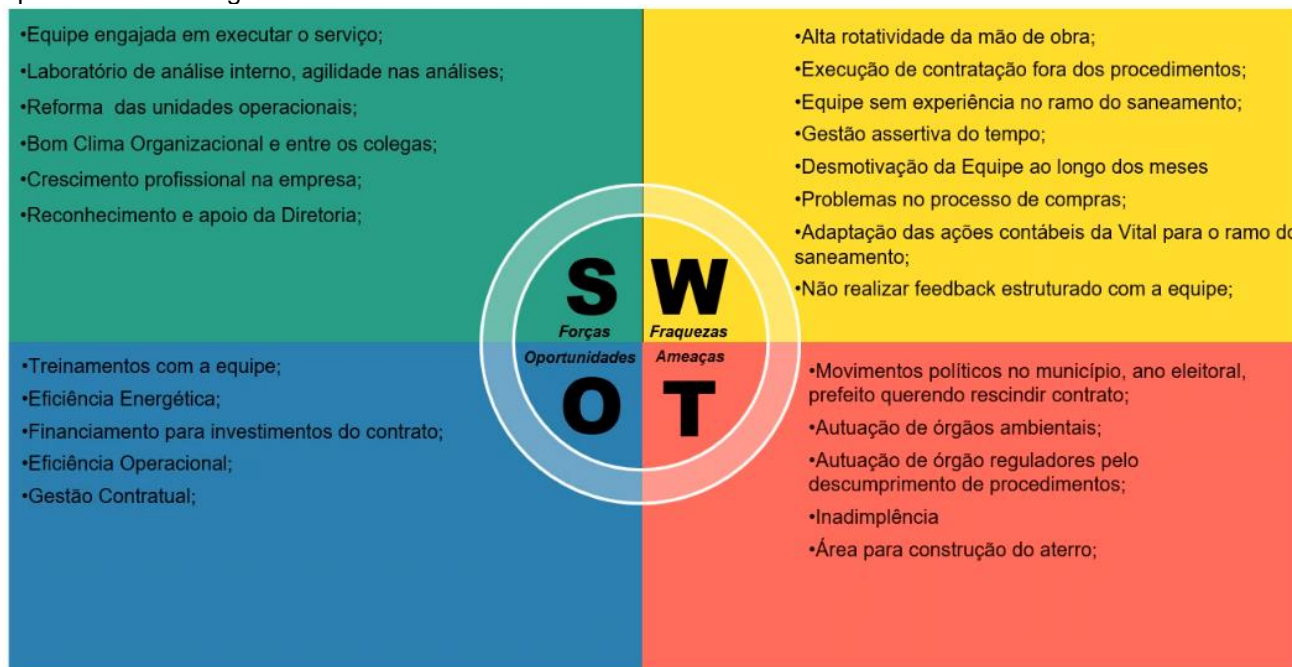 •Equipe engajada em executar o serviço;
•Laboratório de análise interno, agilidade nas análises;
•Reforma das unidades operacionais;
•Bom Clima Organizacional e entre os colegas;
•Crescimento profissional na empresa;
•Reconhecimento e apoio da Diretoria;
•Alta rotatividade da mão de obra;
•Execução de contratação fora dos procedimentos;
•Equipe sem experiência no ramo do saneamento;
•Gestão assertiva do tempo;
•Desmotivação da Equipe ao longo dos meses
•Problemas no processo de compras;
•Adaptação das ações contábeis da Vital para o ramo do
saneamento;
•Não realizar feedback estruturado com a equipe;
S
Forças
W
Fraquezas
Oportunidades
O
Ameaças
T
•Treinamentos com a equipe;
•Eficiência Energética;
•Financiamento para investimentos do contrato;
•Eficiência Operacional;
•Gestão Contratual;
•Movimentos políticos no município, ano eleitoral,
prefeito querendo rescindir contrato;
•Autuação de órgãos ambientais;
•Autuação de órgão reguladores pelo
descumprimento de procedimentos;
•Inadimplência
•Área para construção do aterro;